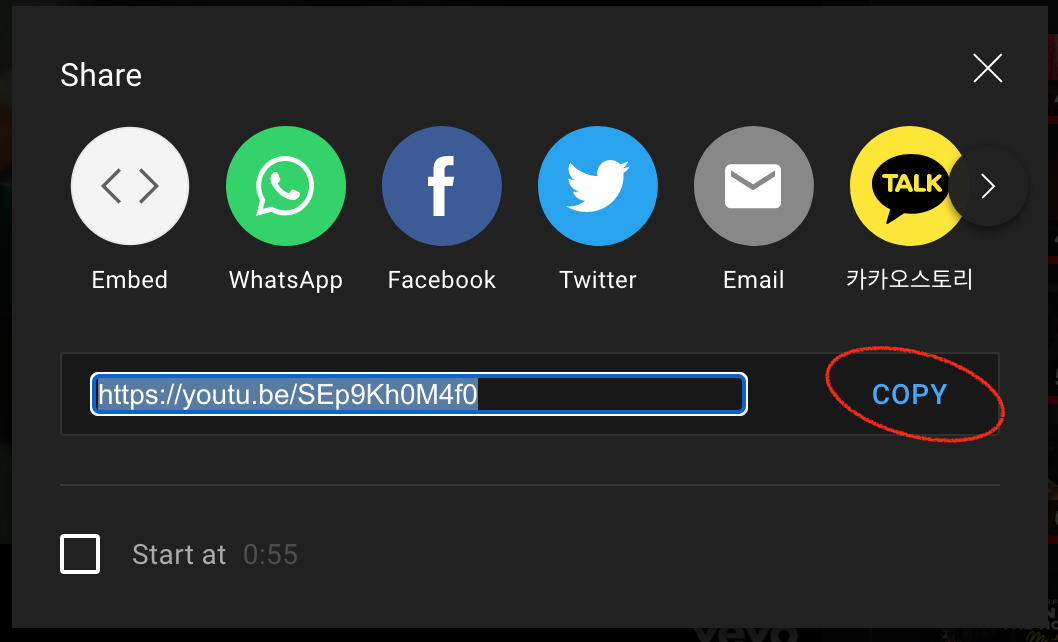 Share
TALK
Embed
WhatsApp
Facebook
Twitter
Email
카카오스토리
https://youtu.be/SEp9Kh0M4f0
COPY
Start at 0:55
vevo